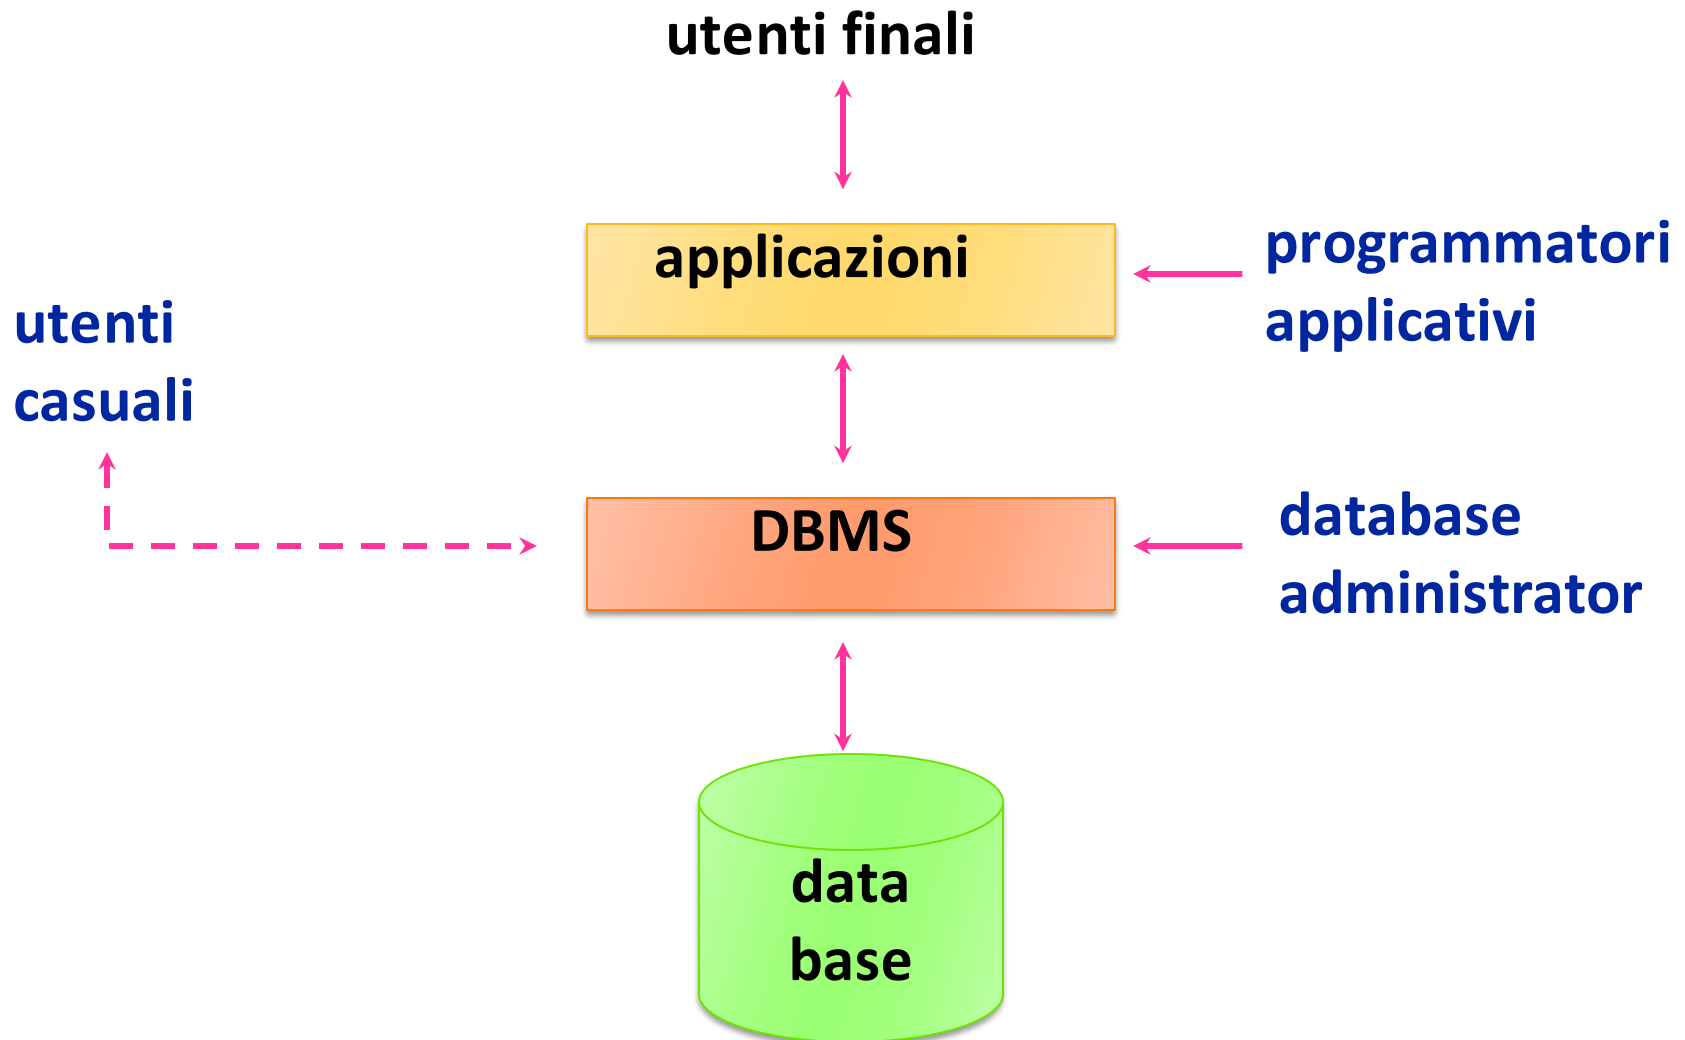 utenti finali
applicazioni
programmatori
applicativi
utenti
casuali
DBMS
database
administrator
data
base